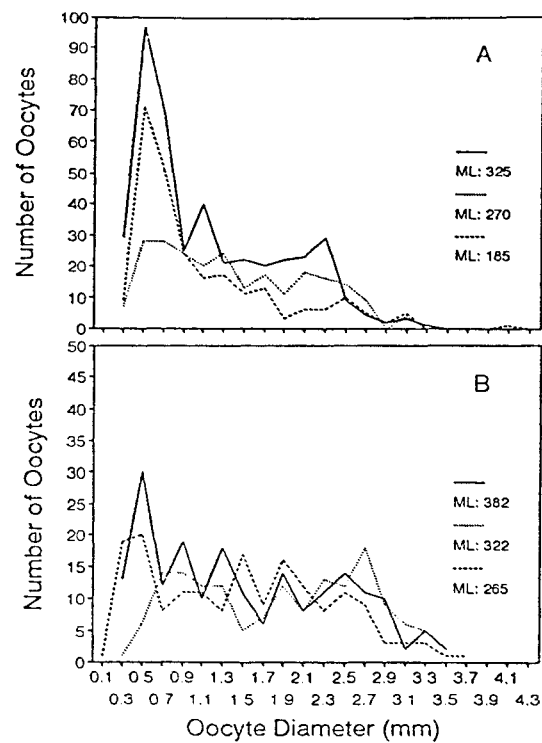 100
90
80
70
60
50
40
30
20
10
0
Number of Oocytes
A
ML: 325
ML: 270
ML: 185
50
45
40
35
30
25
20
15
10
5
0
Number of Oocytes
B
ML: 382
ML: 322
ML: 265
0.1 0 5 0.9 1.3 1.7 2.1 2.5 2.9 3.3 3.7 4.1
0.3 0 7 1.1 1 5 1 9 2.3 2.7 3 1 3.5 3.9 4.3
Oocyte Diameter (mm)